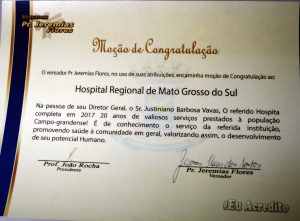 Vereador
Pr. Jeremias
Flores
Moção de Congratulação
O vereador Pr Jeremias Flores, no uso de suas atribuições, encaminha moção de Congratulação ao:
Hospital Regional de Mato Grosso do Sul
Na pessoa de seu Diretor Geral, o Sr. Justiniano Barbosa Vavas, O referido Hospital
completa em 2017 20 anos de valiosos serviços prestados à população
Campo-grandense! É de conhecimento o serviço da referida instituição,
promovendo saúde à comunidade em geral, valorizando assim, o desenvolvimento
de seu potencial Humano.
Prof. João Rocha
Presidente
Pr. Jeremias Flores
Vereador
#Eu Acredito